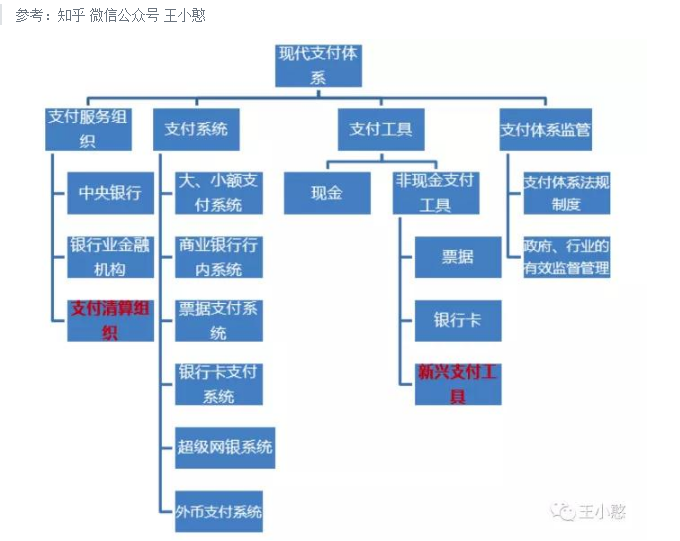 参考：知乎 微信公众号 王小憨
现代支付体
系
支付服务组
织
支付系统
支付工具
支付体系监管
中央银行
银行业金融
机构
支付清算组
织
大、小额支
付系统
商业银行行
内系统
票据支付系
统
银行卡支付
系统
超级网银系统
外币支付系统
现金
非现金支付
工具
票据
银行卡
新兴支付工
具
支付体系法规
制度
政府、行业的
有效监督管理
王小憨